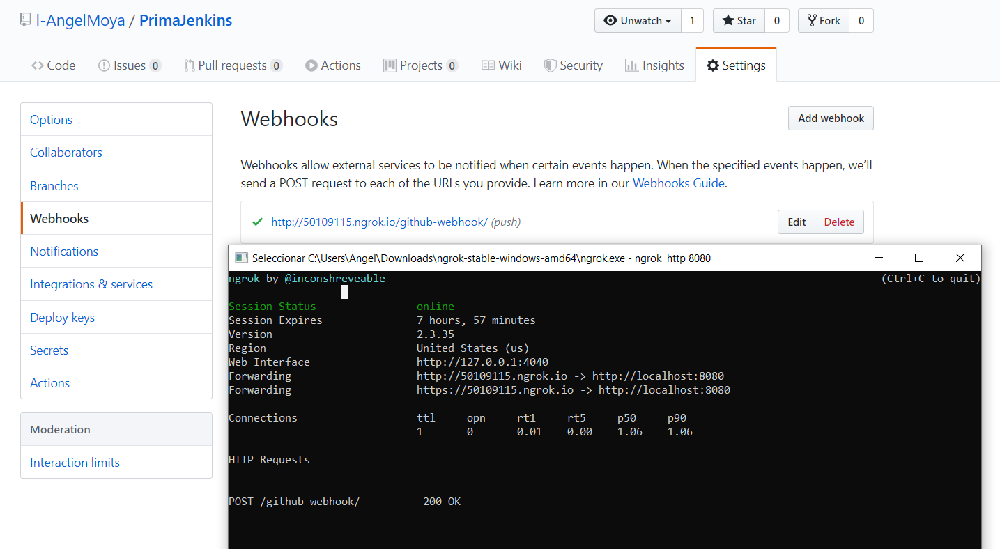 l-AngelMoya / PrimaJenkins
Unwatch 1 Star 0 Fork 0
Code Issues 0 Pull requests 0 Actions Projects 0 Wiki Security Insights Settings
Options
Collaborators
Branches
Webhooks
Notifications
Integrations & services
Deploy keys
Secrets
Actions
Moderation
Interaction limits
Webhooks
Add webhook
Webhooks allow external services to be notified when certain events happen. When the specified events happen, we’ll
send a POST request to each of the URLs you provide. Learn more in our Webhooks Guide.
http://50109115.ngrok.io/github-webhook/ (push) Edit Delete
Seleccionar C:\Users\Angel\Downloads\ngrok-stable-windows-amd64\ngrok.exe - ngrok http 8080
ngrok by @inconshreveable (Ctrl+C to quit)
Session Status online
Session Expires 7 hours, 57 minutes
Version 2.3.35
Region United States (us)
Web Interface http://127.0.0.1:4040
Forwarding http://50109115.ngrok.io -> http://localhost:8080
Forwarding https://50109115.ngrok.io -> http://localhost:8080
Connections ttl opn rt1 rt5 p50 p90
1 0 0.01 0.00 1.06 1.06
HTTP Requests
-------------
POST /github-webhook/ 200 OK